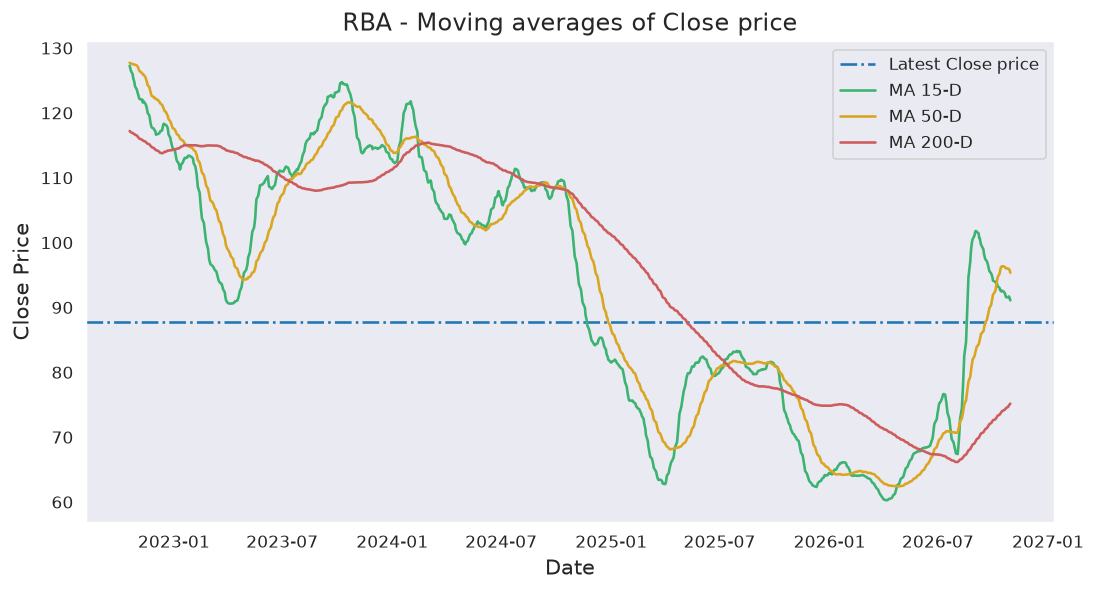 RBA - Moving averages of Close price
130
120
110
100
90
80
70
60
Close Price
Latest Close price
MA 15-D
MA 50-D
MA 200-D
2023-01 2023-07 2024-01 2024-07 2025-01 2025-07 2026-01 2026-07 2027-01
Date